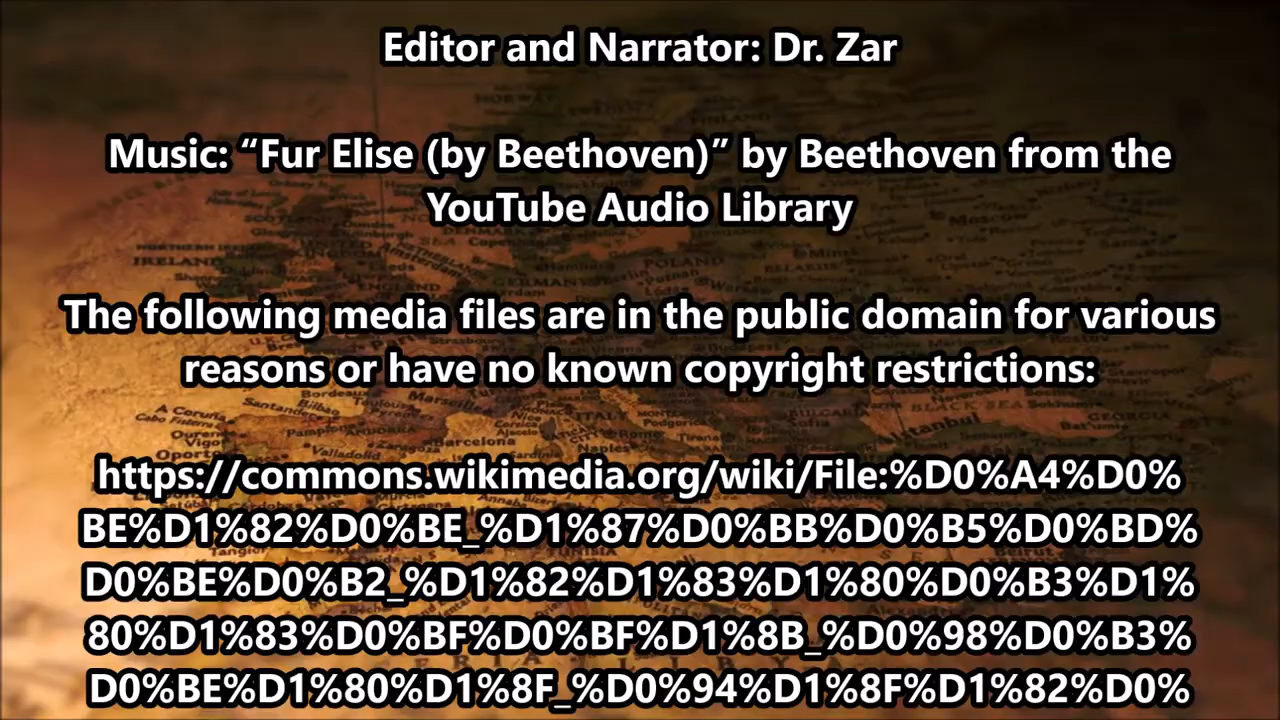 Editor and Narrator: Dr. Zar
Music: “Fur Elise (by Beethoven)” by Beethoven from the
YouTube Audio Library
The following media files are in the public domain for various
reasons or have no known copyright restrictions:
https://commons.wikimedia.org/wiki/File:%D0%A4%D0%
BE%D1%82%D0%BE_%D1%87%D0%BB%D0%B5%D0%BD%
D0%BE%D0%B2_%D1%82%D1%83%D1%80%D0%B3%D1%
80%D1%83%D0%BF%D0%BF%D1%8B_%D0%98%D0%B3%
D0%BE%D1%80%D1%8F_%D0%94%D1%8F%D1%82%D0%